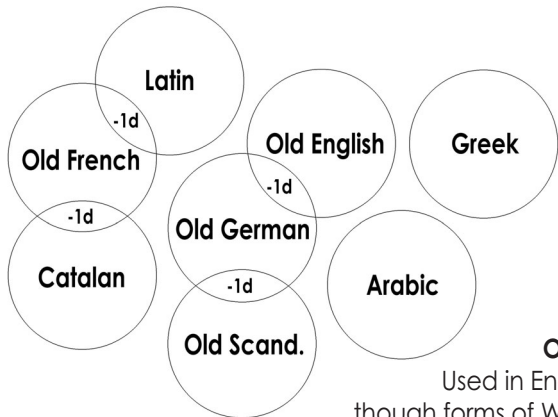 Latin
-1d
Old French
Old English
Greek
-1d
-1d
Old German
Catalan
-1d
Arabic
Old Scand.
Used in En
though forms of W